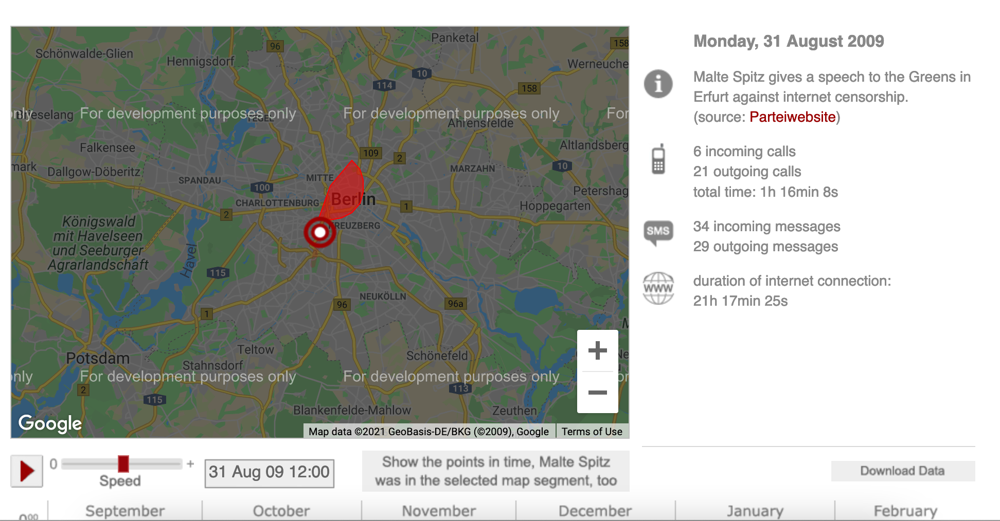 Panketal
158
Schönwalde-Glien
96
Hennigsdorf
10
Werneuche
114
158
only
Brieselang
For development purposes only
For development purposes only
For
TEGEL
Ahrensfelde
Falkensee
109
2
Altlandsberg
mark
Dallgow-Döberitz
MARZAHN
10
SPANDAU
MITTE
100
Berlin
Petershag
CHARLOTTENBURG
1
Hoppegarten
2
Königswald
mit Havelseen
und Seeburger
Agrarlandschaft
KREUZBERG
Havel
115
NEUKÖLLN
96
96a
1
Teltow
Potsdam
Schönefeld
Stahnsdorf
only
For development purposes only
For development purposes only
2
113
115
Blankenfelde-Mahlow
Zeuthen
Google
Map data ©2021 GeoBasis-DE/BKG (©2009), Google
Terms of Use
Monday, 31 August 2009
Malte Spitz gives a speech to the Greens in
Erfurt against internet censorship.
(source: Parteiwebsite)
6 incoming calls
21 outgoing calls
total time: 1h 16min 8s
SMS
34 incoming messages
29 outgoing messages
WWW
duration of internet connection:
21h 17min 25s
0 +
Speed
31 Aug 09 12:00
Show the points in time, Malte Spitz
was in the selected map segment, too
Download Data
0⁰⁰
September October November December January February